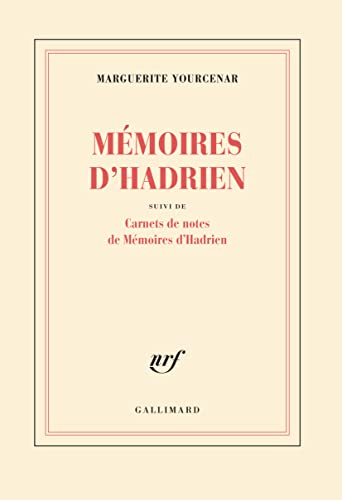 MARGUERITE YOURCENAR
MÉMOIRES
D'HADRIEN
SUIVI DE
Carnets de notes
de Mémoires d'Hadrien
nrf
GALLIMARD